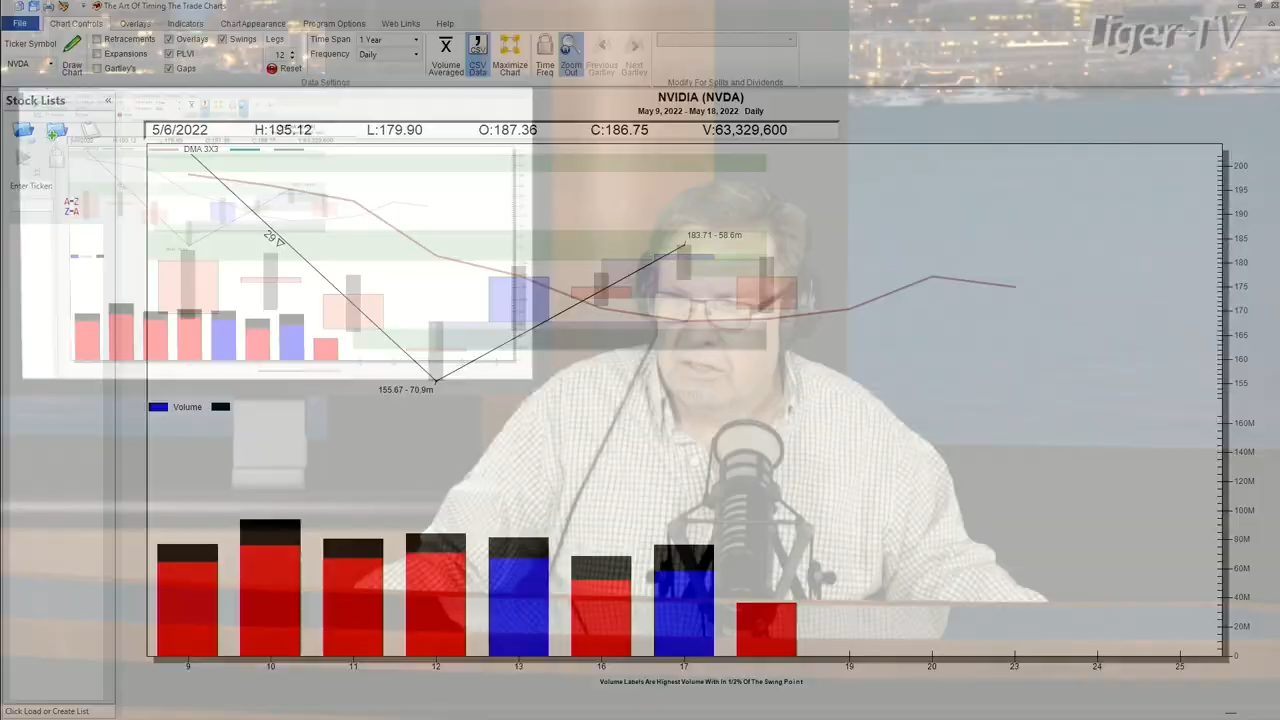 The Art Of Timing The Trade Charts
Tiger-TV
File Chart Controls Overlays Indicators Chart Appearance Program Options Web Links Help
Ticker Symbol
NVDA
Draw Chart
Retracements
Expansions
Gartley's
Overlays
PLVI
Gaps
Swings
Legs
12
Reset
Time Span 1 Year
Frequency Daily
Data Settings
Volume Averaged
CSV Data
Maximize Chart
Time Freq
Zoom Out
Previous Gartley
Next Gartley
Modify For Splits and Dividends
Stock Lists «
Enter Ticker:
A-Z
Z-A
NVIDIA (NVDA)
May 9, 2022 - May 18, 2022 Daily
5/6/2022 H:195.12 L:179.90 O:187.36 C:186.75 V:63,329,600
DMA 3X3
29
183.71 - 58.6m
155.67 - 70.9m
200
195
190
185
180
175
170
165
160
155
Volume
160M
140M
120M
100M
80M
60M
40M
20M
0
9 10 11 12 13 16 17 19 20 23 24 25
Volume Labels Are Highest Volume With In 1/2% Of The Swing Point
Click Load or Create List